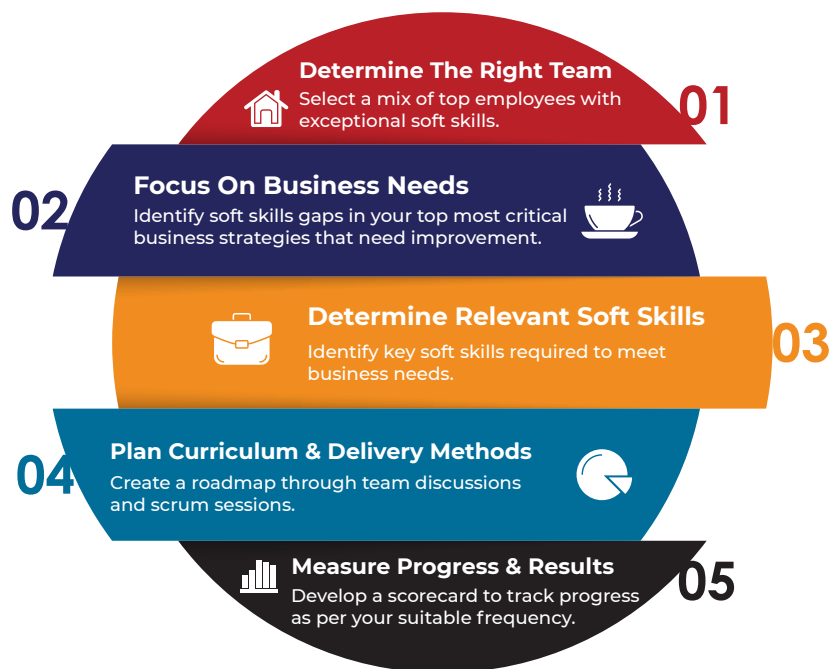 Determine The Right Team
Select a mix of top employees with
exceptional soft skills.
01
02
Focus On Business Needs
Identify soft skills gaps in your top most critical
business strategies that need improvement.
Determine Relevant Soft Skills
Identify key soft skills required to meet
business needs.
03
04
Plan Curriculum & Delivery Methods
Create a roadmap through team discussions
and scrum sessions.
Measure Progress & Results
Develop a scorecard to track progress
as per your suitable frequency.
05